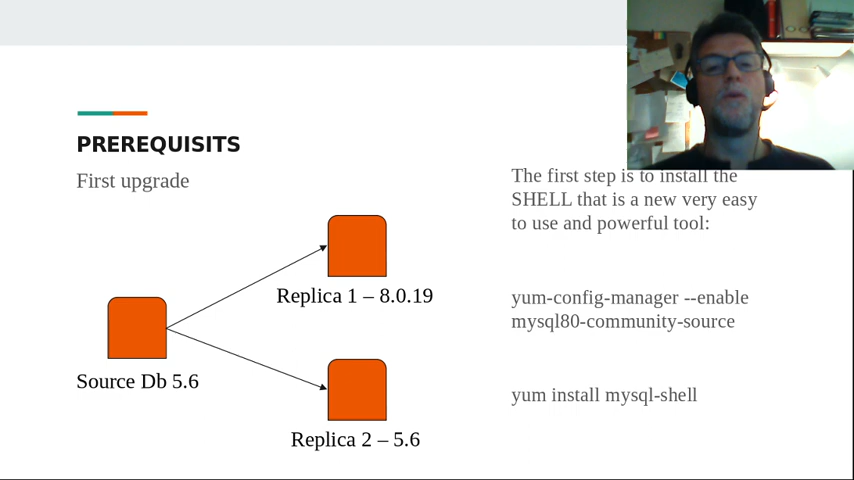 PREREQUISITS
First upgrade
The first step is to install the
SHELL that is a new very easy
to use and powerful tool:
Replica 1 – 8.0.19
yum-config-manager --enable
mysql80-community-source
Source Db 5.6
yum install mysql-shell
Replica 2 – 5.6